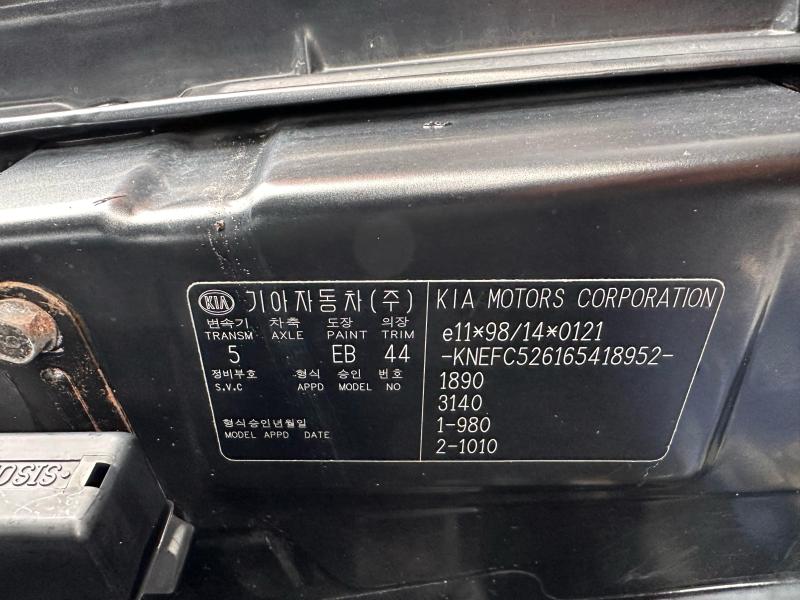 KIA 기아자동차(주)
변속기 차축 도장 의장
TRANSM AXLE PAINT TRIM
5 EB 44
정비부호 형식 승인 번호
S.V.C APPD MODEL NO
형식승인년월일
MODEL APPD DATE
KIA MOTORS CORPORATION
e11*98/14*0121
-KNEFC526165418952-
1890
3140
1-980
2-1010